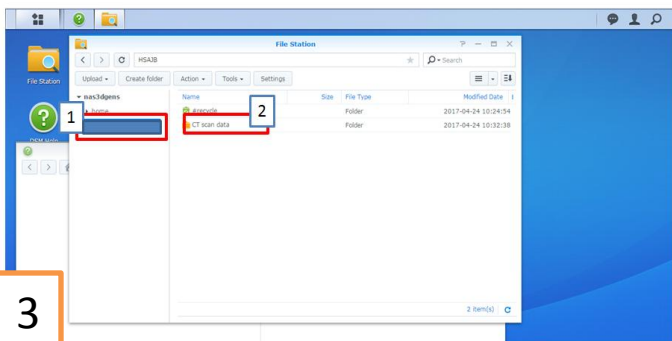 File Station
HSAJB
Search
Upload
Create folder
Action
Tools
Settings
File Station
nas3dgens
Name
Size
File Type
Modified Date
home
#recycle
Folder
2017-04-24 10:24:54
1
2
CT scan data
Folder
2017-04-24 10:32:38
DSM Help
2 item(s)
3